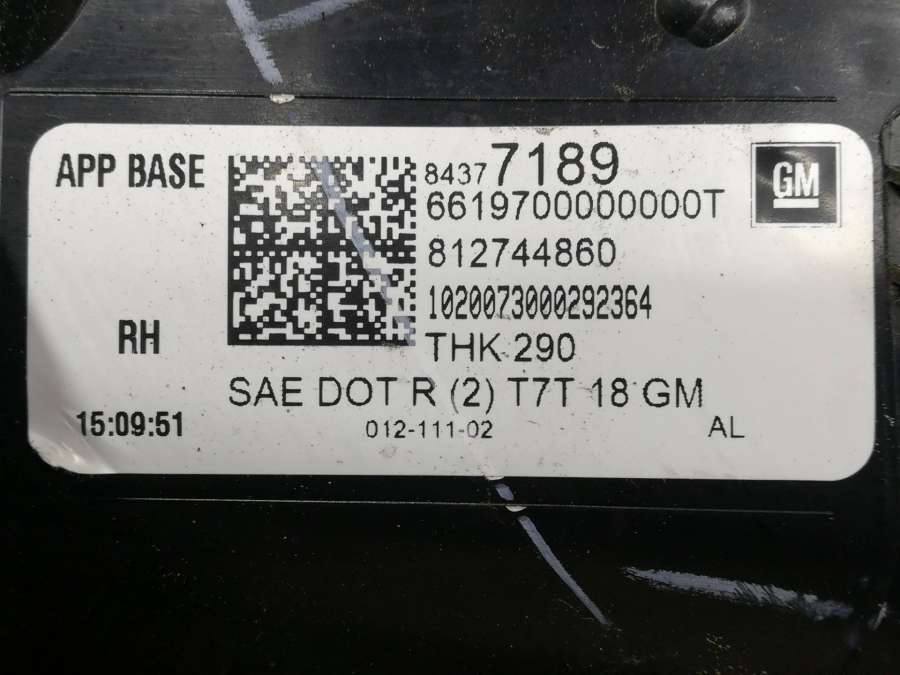 APP BASE
84377189
GM
6619700000000T
812744860
1020073000292364
RH
THK 290
SAE DOT R (2) T7T 18 GM
15:09:51
012-111-02
AL